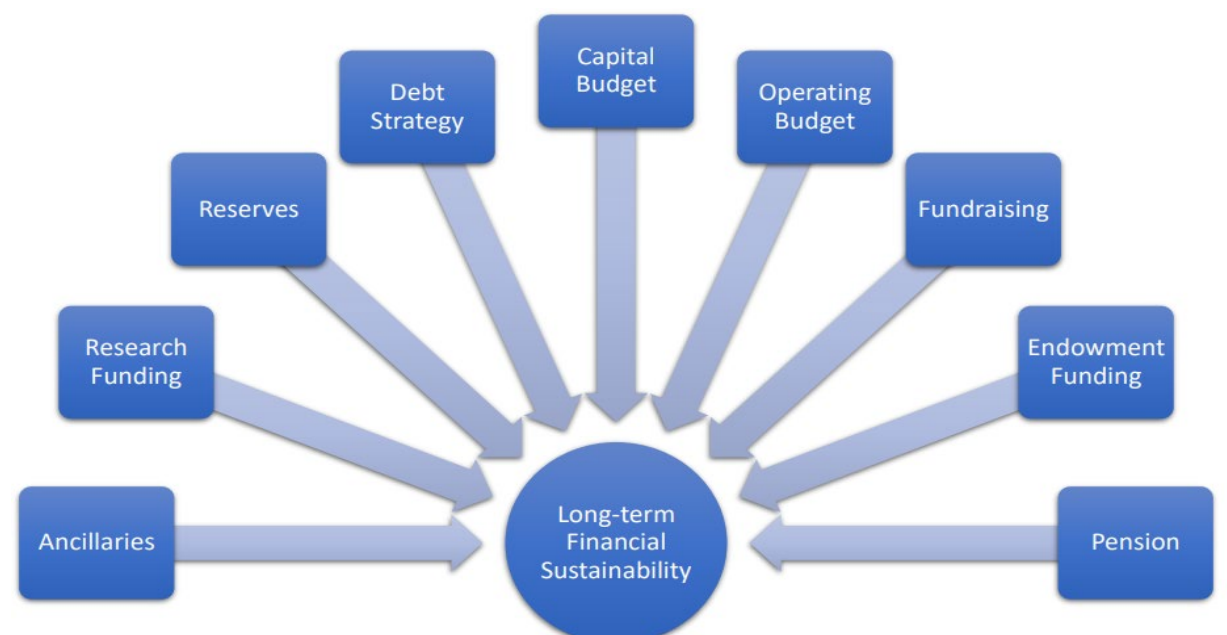 Capital
Budget
Debt
Strategy
Operating
Budget
Reserves
Fundraising
Research
Funding
Endowment
Funding
Ancillaries
Long-term
Financial
Sustainability
Pension